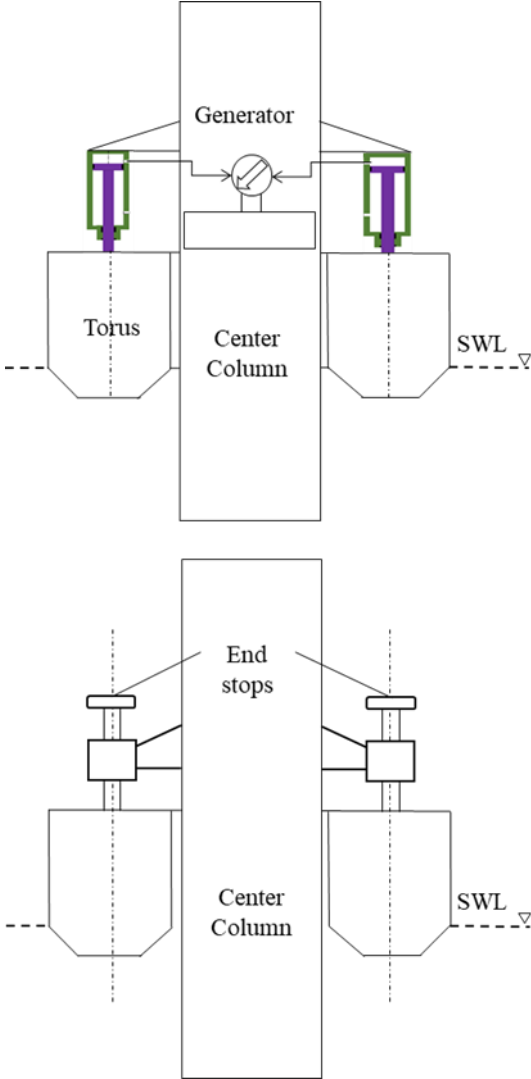 Generator
Torus
Center
Column
SWL
End
stops
Center
Column
SWL